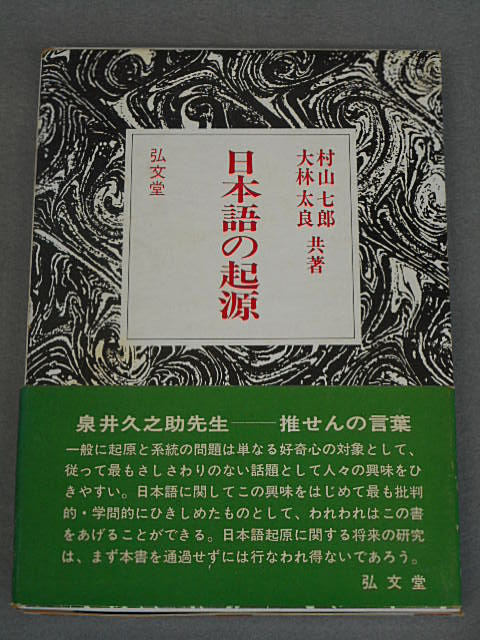 村山七郎
大林太良 共著
日本語の起源
弘文堂
泉井久之助先生──推せんの言葉
一般に起原と系統の問題は単なる好奇心の対象として、
従って最もさしさわりのない話題として人々の興味をひ
きやすい。日本語に関してこの興味をはじめて最も批判
的・学問的にひきしめたものとして、われわれはこの書
をあげることができる。日本語起原に関する将来の研究
は、まず本書を通過せずには行なわれ得ないであろう。
弘文堂